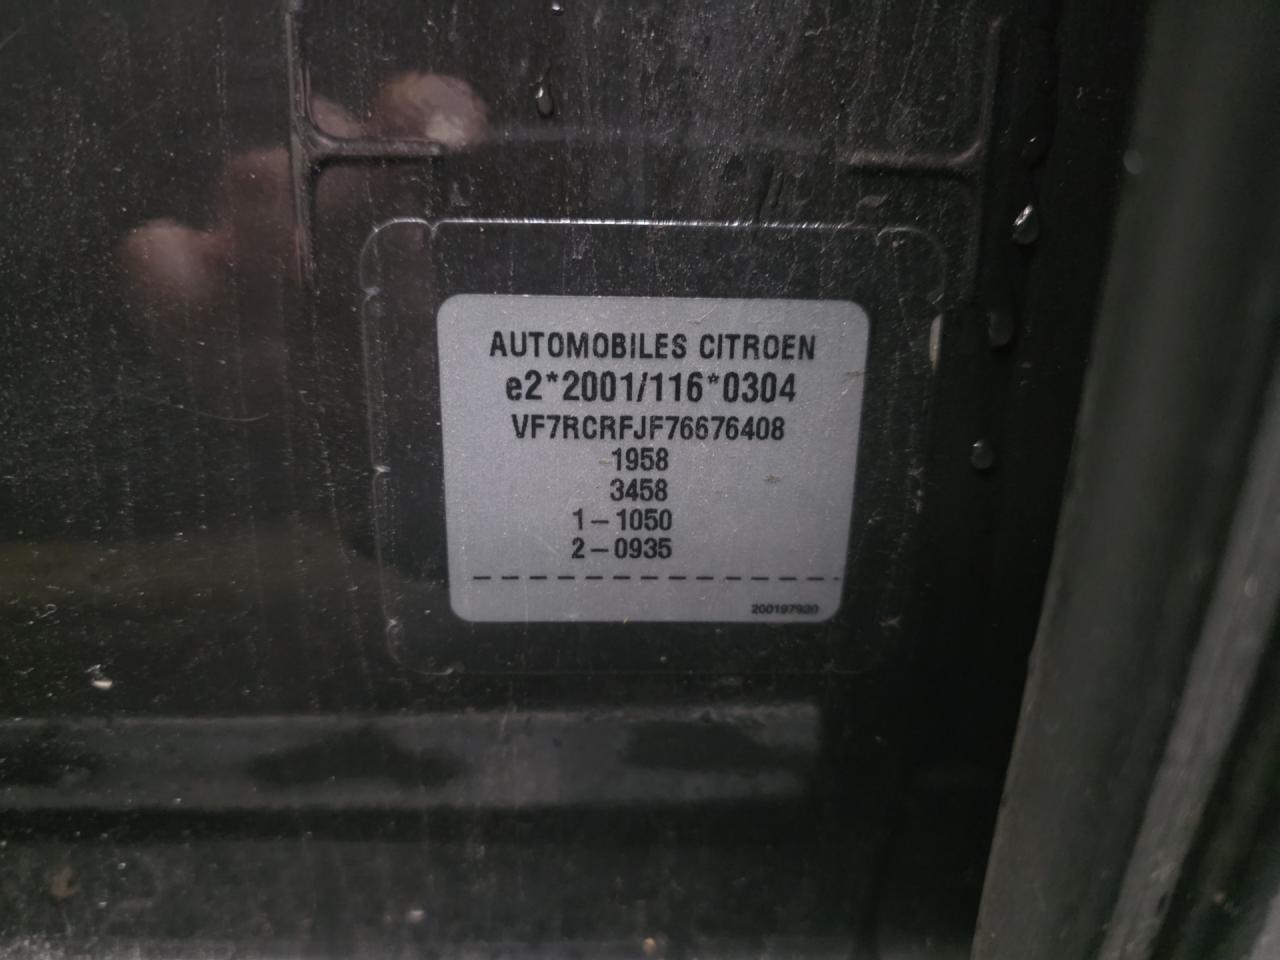 AUTOMOBILES CITROEN
e2*2001/116*0304
VF7RCRFJF76676408
1958
3458
1-1050
2-0935
200197920